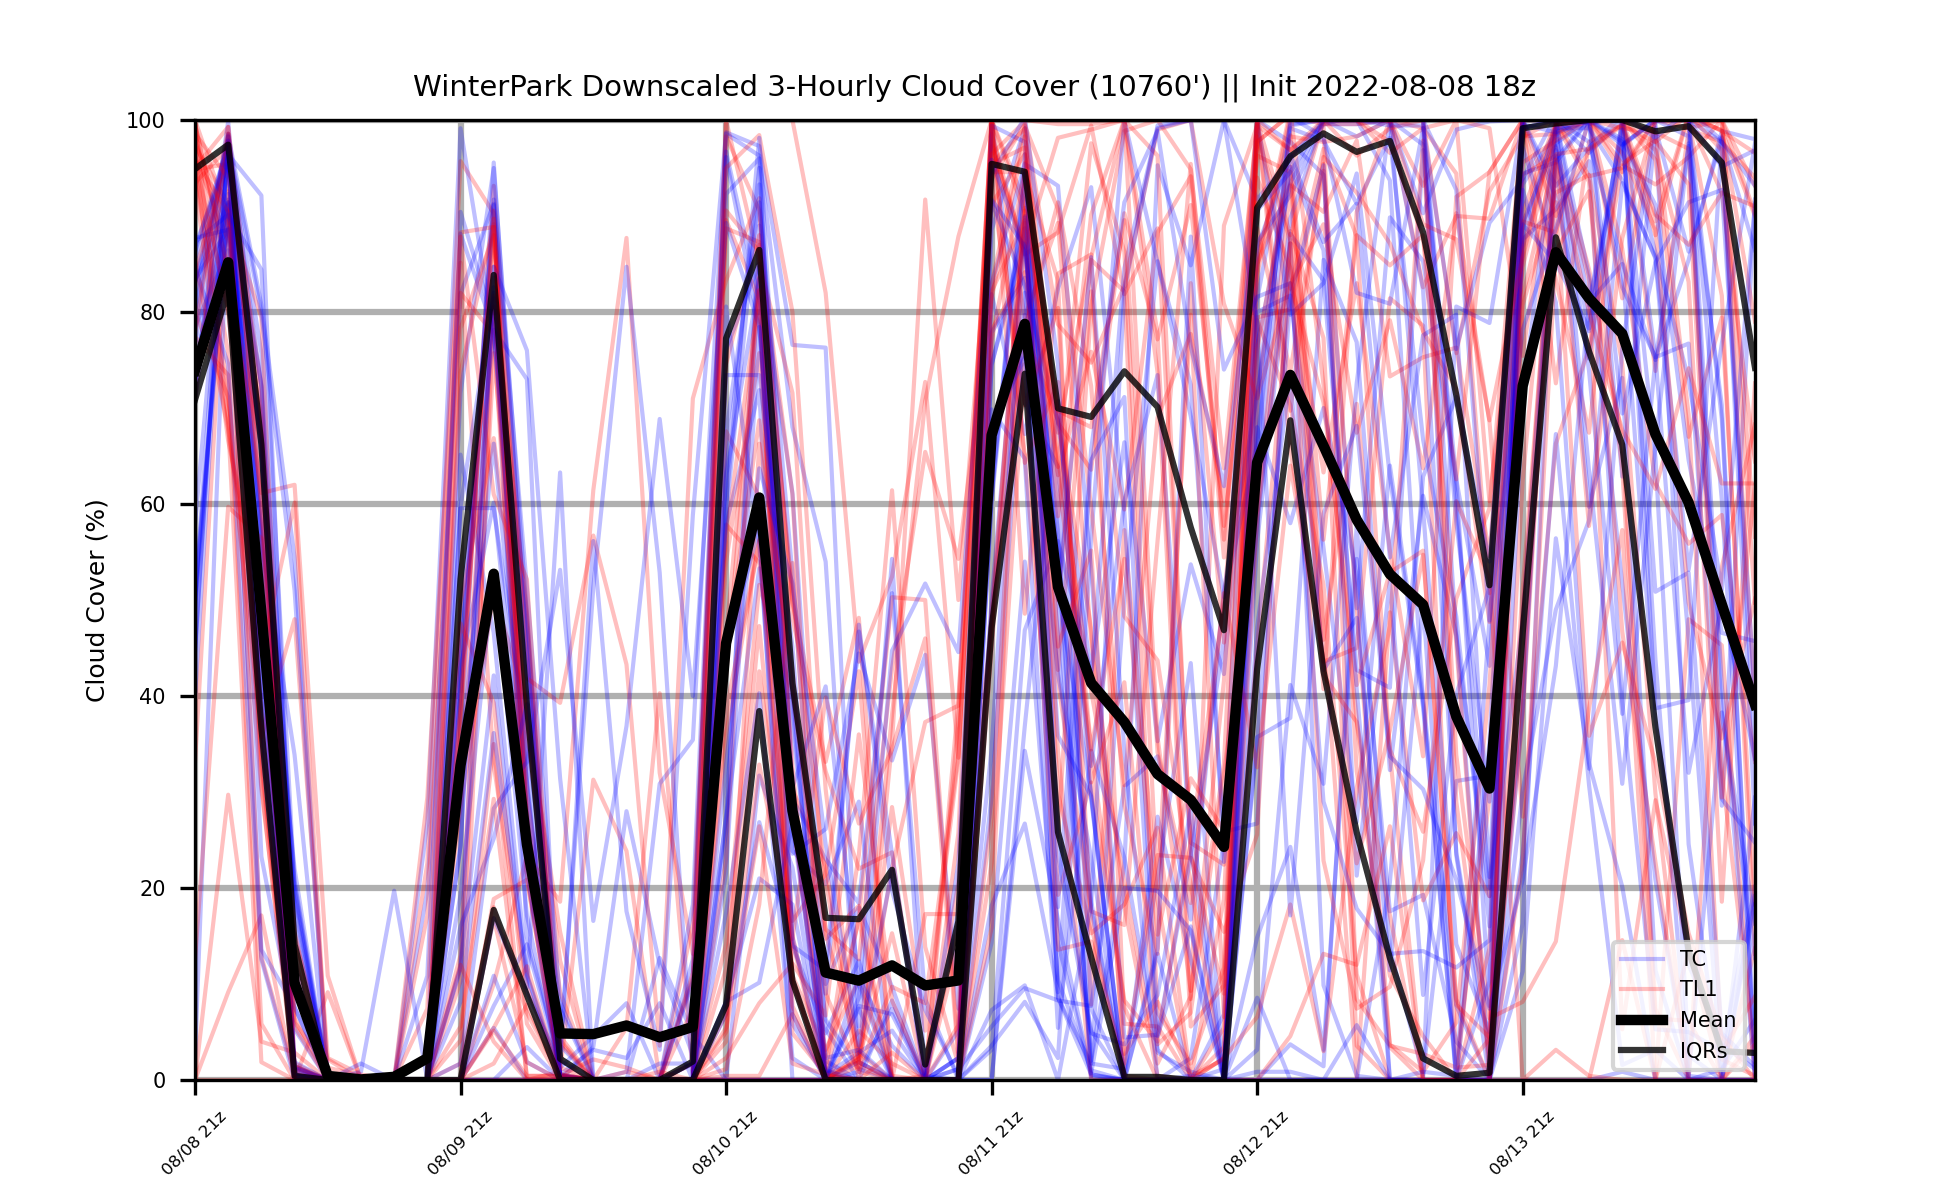 WinterPark Downscaled 3-Hourly Cloud Cover (10760') || Init 2022-08-08 18z
100
80
60
40
20
0
Cloud Cover (%)
TC
TL1
Mean
IQRs
08/08 21z
08/09 21z
08/10 21z
08/11 21z
08/12 21z
08/13 21z